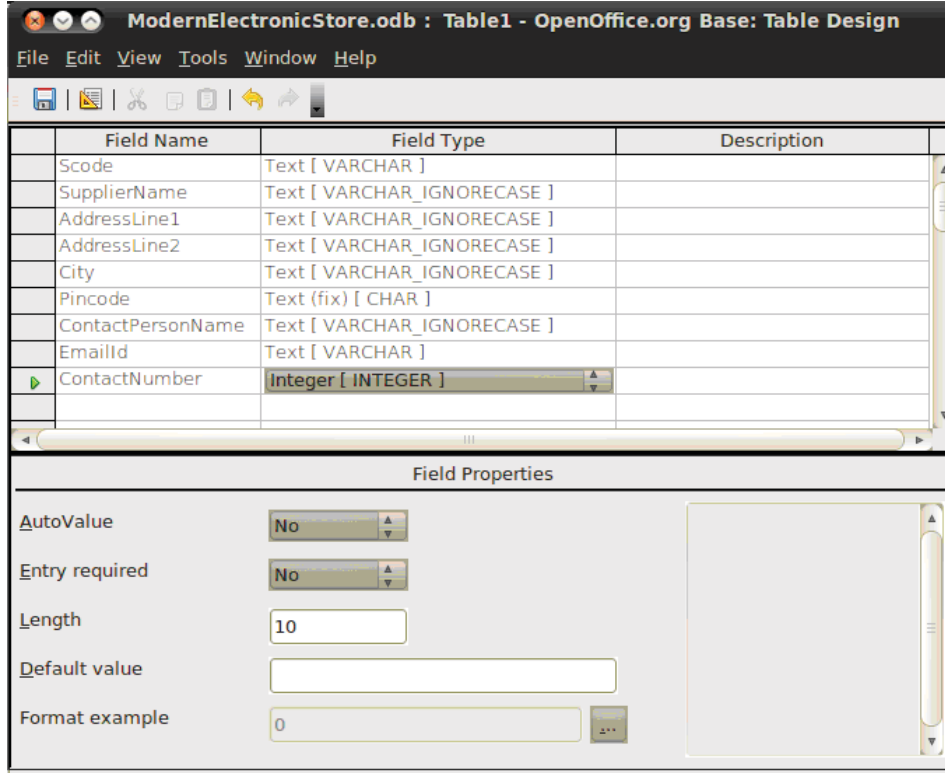 ModernElectronicStore.odb : Table1 - OpenOffice.org Base: Table Design
File Edit View Tools Window Help
Field Name Field Type Description
Scode Text [ VARCHAR ]
SupplierName Text [ VARCHAR_IGNORECASE ]
AddressLine1 Text [ VARCHAR_IGNORECASE ]
AddressLine2 Text [ VARCHAR_IGNORECASE ]
City Text [ VARCHAR_IGNORECASE ]
Pincode Text (fix) [ CHAR ]
ContactPersonName Text [ VARCHAR_IGNORECASE ]
EmailId Text [ VARCHAR ]
ContactNumber Integer [ INTEGER ]
Field Properties
AutoValue No
Entry required No
Length 10
Default value
Format example 0 ...